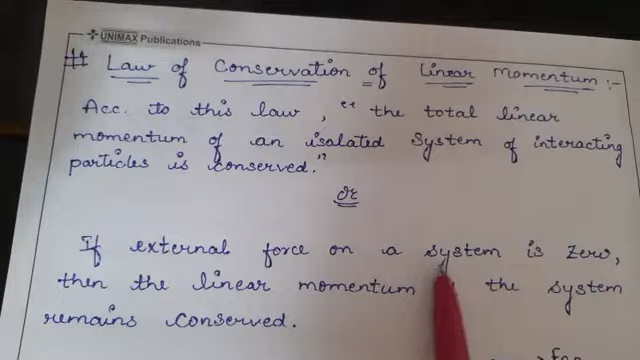 UNIMAX Publications
# Law of Conservation of Linear Momentum :-
Acc. to this law, "the total linear
momentum of an isolated System of interacting
particles is conserved."
OR
If external force on a system is zero,
then the linear momentum the system
remains conserved.